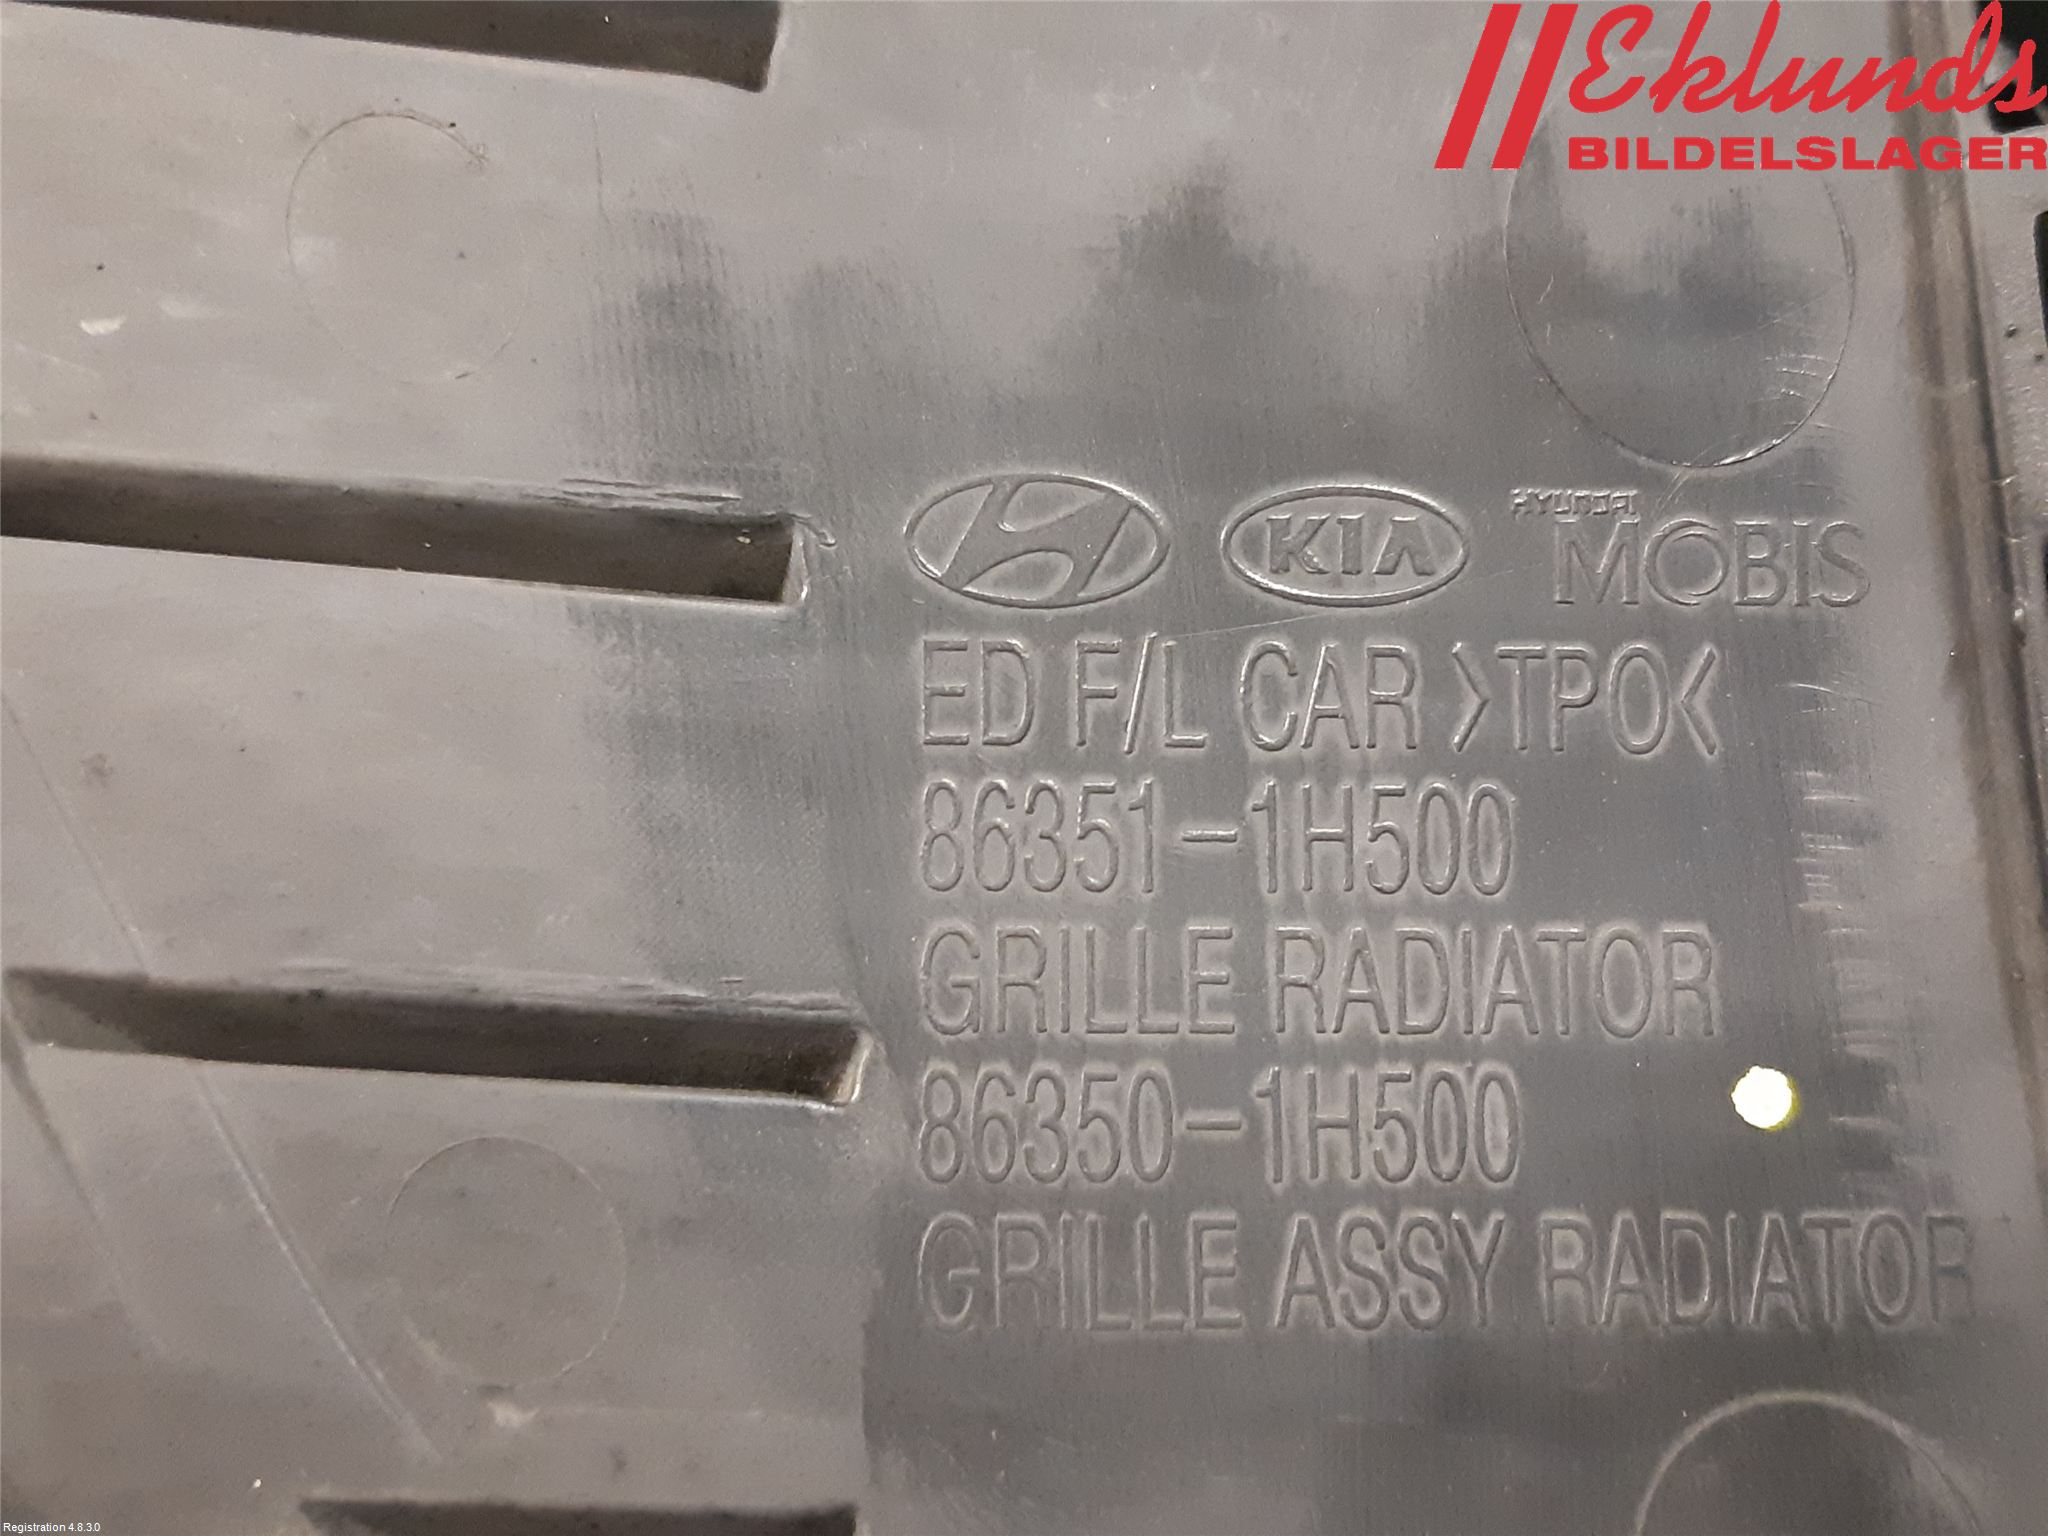 Eklunds
BILDELSLAGER
KIA
HYUNDAI
MOBIS
ED F/L CAR >TPO<
86351-1H500
GRILLE RADIATOR
86350-1H500
GRILLE ASSY RADIATOR
Registration 4.8.3.0